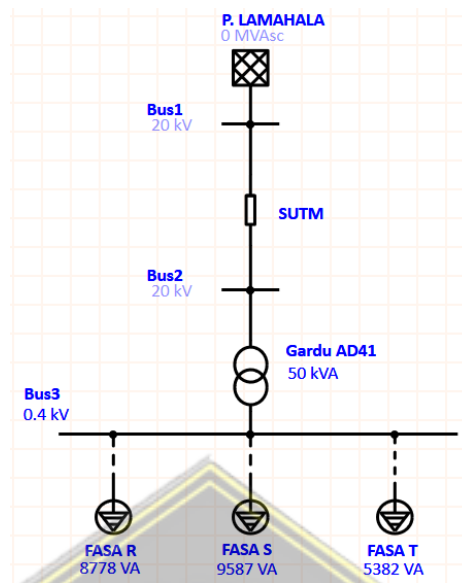 P. LAMAHALA
0 MVAsc
Bus1
20 kV
SUTM
Bus2
20 kV
Gardu AD41
50 kVA
Bus3
0.4 kV
FASA R
8778 VA
FASA S
9587 VA
FASA T
5382 VA